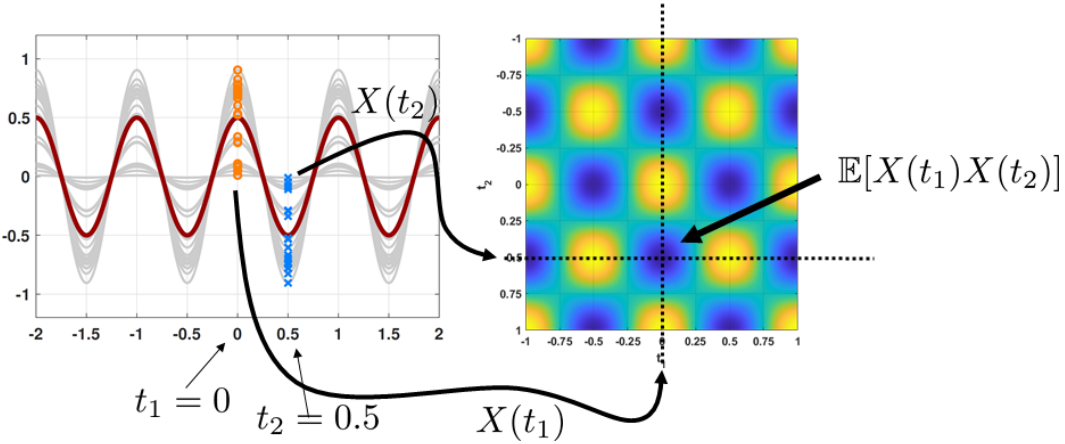 1
0.5
0
-0.5
-1
-2 -1.5 -1 -0.5 0 0.5 1 1.5 2
X(t₂)
t₁ = 0
t₂ = 0.5
X(t₁)
-1
-0.75
-0.5
-0.25
0
0.25
0.5
0.75
1
t₂
-1 -0.75 -0.5 -0.25 0 0.25 0.5 0.75 1
𝔼[X(t₁)X(t₂)]